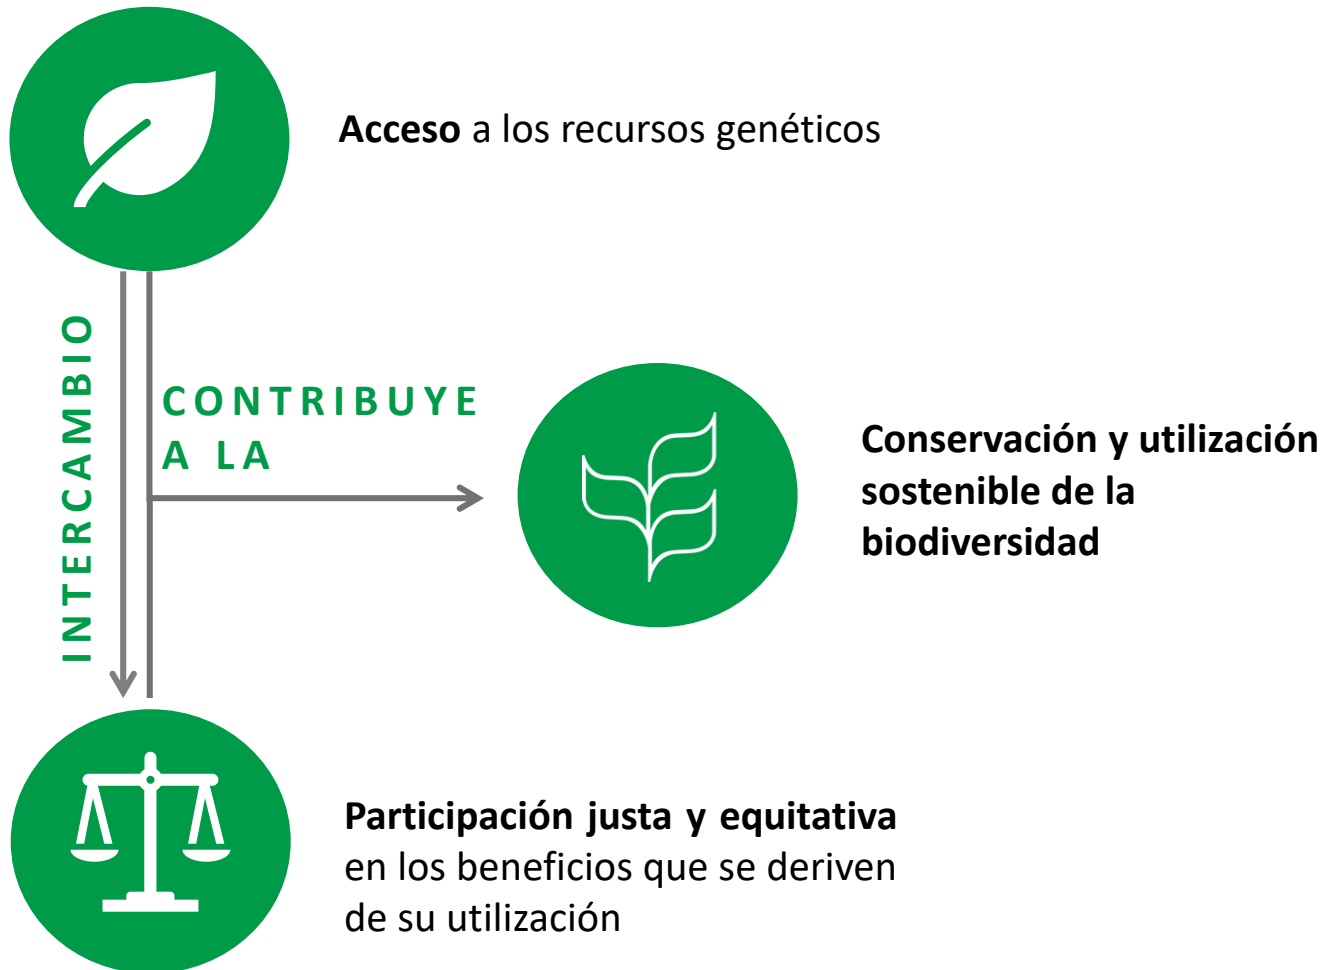 Acceso a los recursos genéticos
INTERCAMBIO
CONTRIBUYE
A LA
Conservación y utilización
sostenible de la
biodiversidad
Participación justa y equitativa
en los beneficios que se deriven
de su utilización